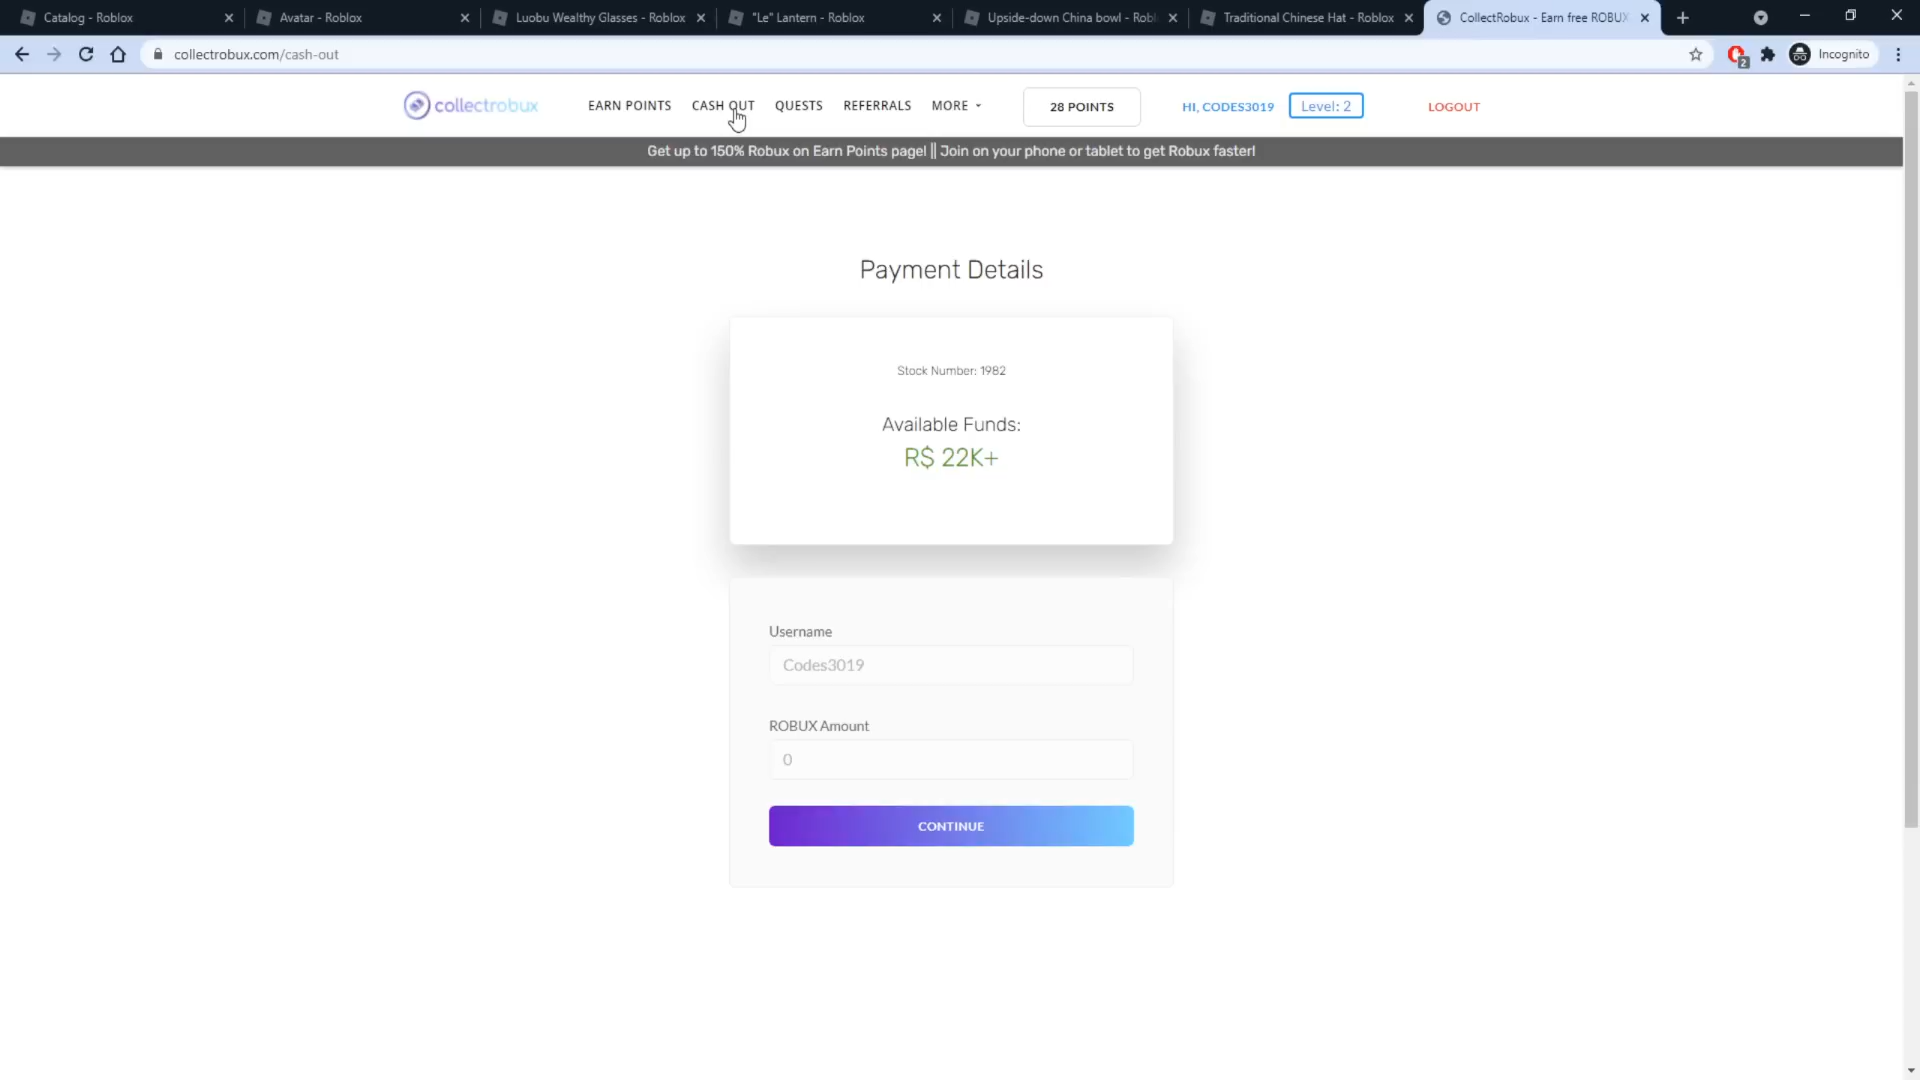 Catalog - Roblox
Avatar - Roblox
Luobu Wealthy Glasses - Roblox
"Le" Lantern - Roblox
Upside-down China bowl - Robl
Traditional Chinese Hat - Roblox
CollectRobux - Earn free ROBUX
collectrobux.com/cash-out
2
Incognito
collectrobux
EARN POINTS
CASH OUT
QUESTS
REFERRALS
MORE
28 POINTS
HI, CODES3019
Level: 2
LOGOUT
Get up to 150% Robux on Earn Points page! || Join on your phone or tablet to get Robux faster!
Payment Details
Stock Number: 1982
Available Funds:
R$ 22K+
Username
Codes3019
ROBUX Amount
0
CONTINUE